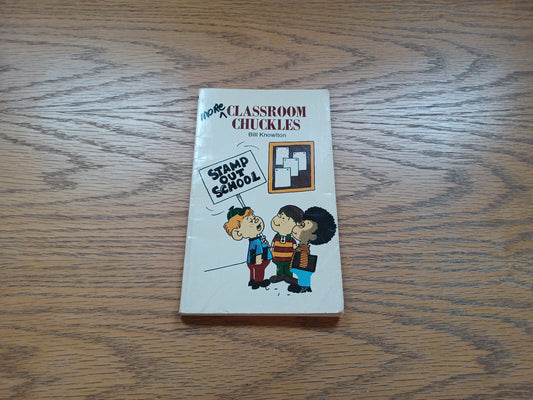 more ^ CLASSROOM
CHUCKLES
Bill Knowlton
STAMP
OUT
SCHOOL